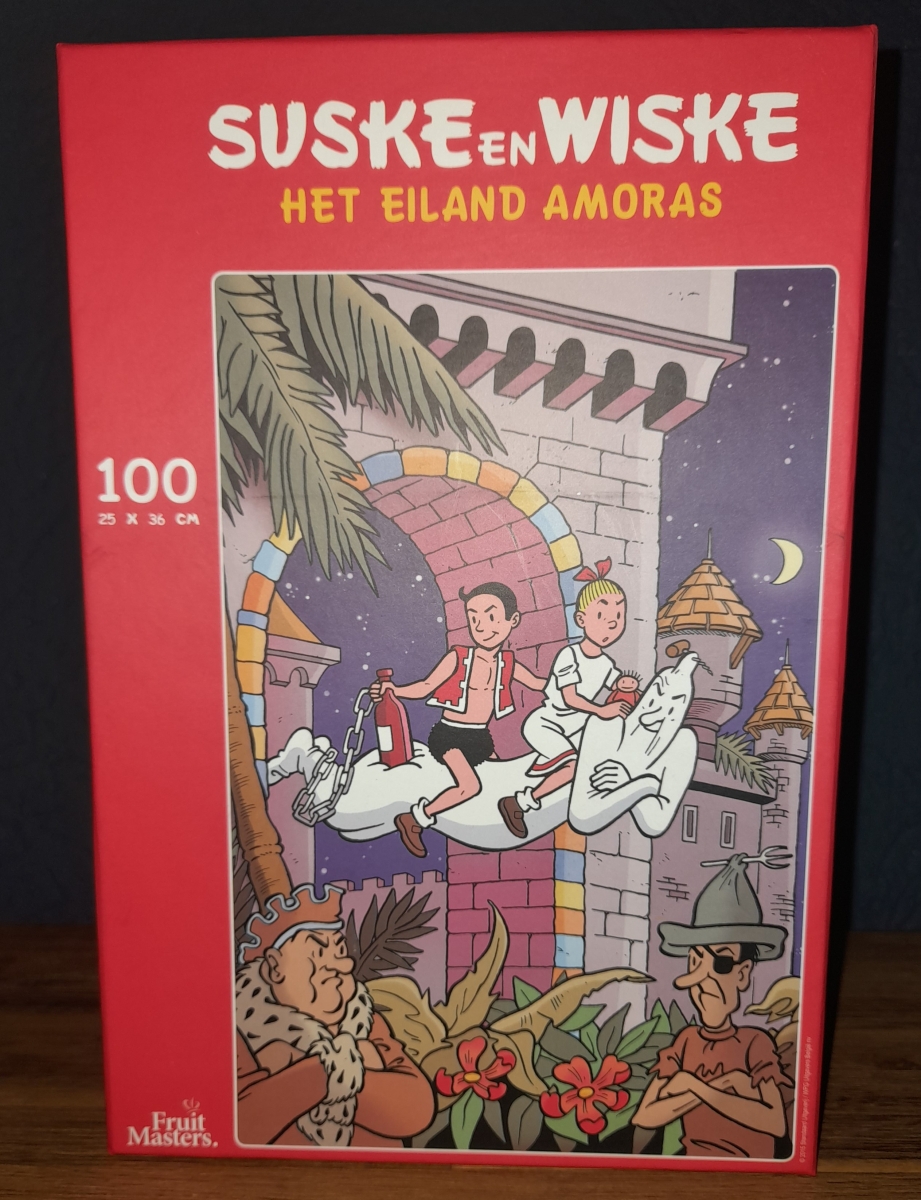 SUSKE EN WISKE
HET EILAND AMORAS
100
25 X 36 CM
Fruit
Masters.